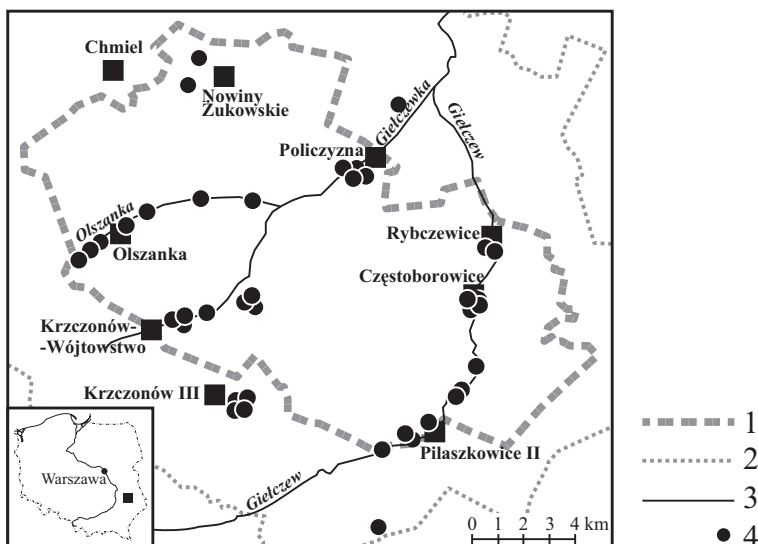 Chmiel
Nowiny
Żukowskie
Giełczewka
Giełczew
Policzyzna
Olszanka
Olszanka
Rybczewice
Częstoborowice
Krzczonów-
-Wójtowstwo
Krzczonów III
Pilaszkowice II
Giełczew
Warszawa
0 1 2 3 4 km
1
2
3
4